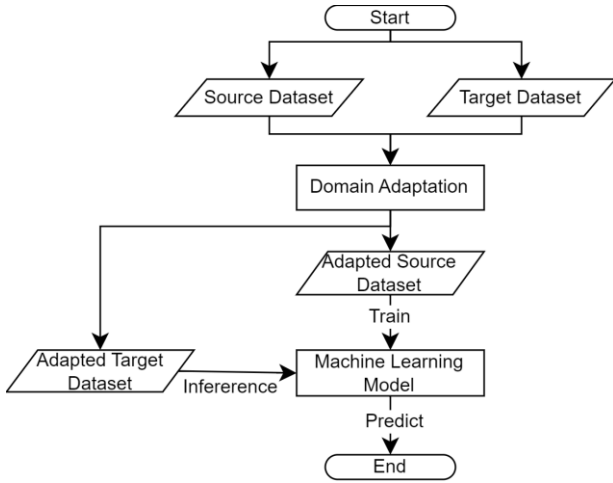 Start
Source Dataset
Target Dataset
Domain Adaptation
Adapted Source
Dataset
Train
Adapted Target
Dataset
Infererence
Machine Learning
Model
Predict
End